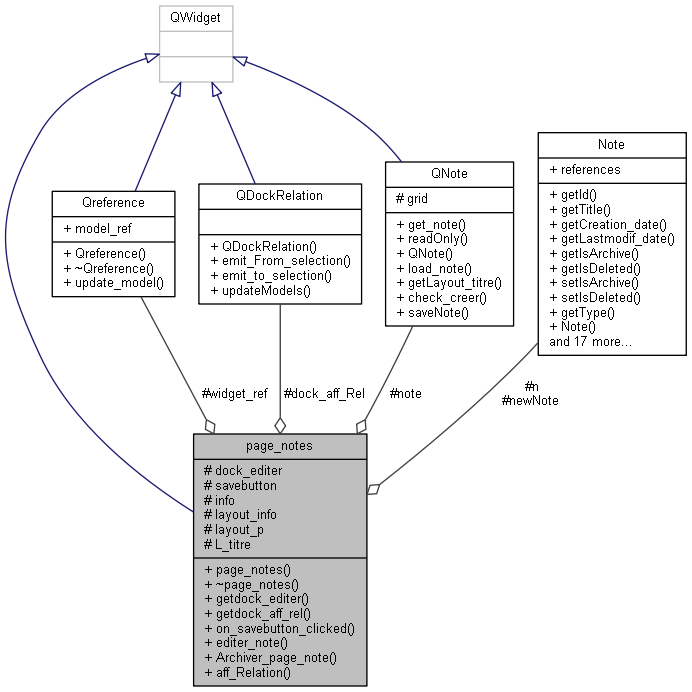 QWidget
Qreference
+ model_ref
+ Qreference()
+ ~Qreference()
+ update_model()
QDockRelation
+ QDockRelation()
+ emit_From_selection()
+ emit_to_selection()
+ updateModels()
QNote
# grid
+ get_note()
+ readOnly()
+ QNote()
+ load_note()
+ getLayout_titre()
+ check_creer()
+ saveNote()
Note
+ references
+ getId()
+ getTitle()
+ getCreation_date()
+ getLastmodif_date()
+ getIsArchive()
+ getIsDeleted()
+ setIsArchive()
+ setIsDeleted()
+ getType()
+ Note()
and 17 more...
#widget_ref
#dock_aff_Rel
#note
#n
#newNote
page_notes
# dock_editer
# savebutton
# info
# layout_info
# layout_p
# L_titre
+ page_notes()
+ ~page_notes()
+ getdock_editer()
+ getdock_aff_rel()
+ on_savebutton_clicked()
+ editer_note()
+ Archiver_page_note()
+ aff_Relation()